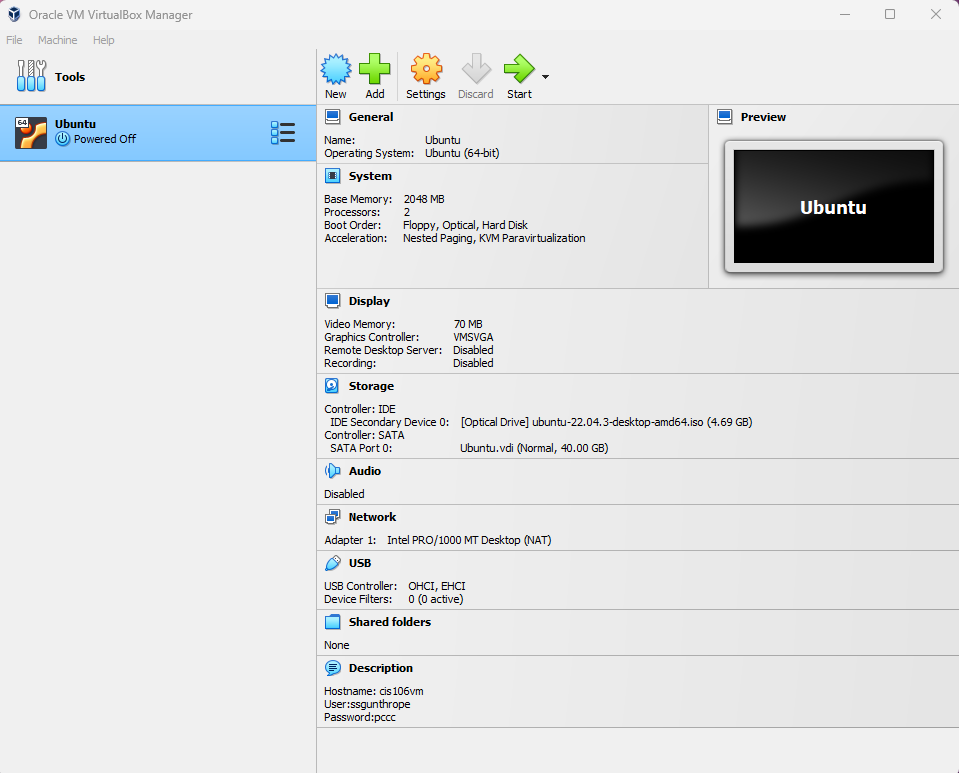 Oracle VM VirtualBox Manager
File Machine Help
Tools
New Add Settings Discard Start
64
Ubuntu
Powered Off
General
Name: Ubuntu
Operating System: Ubuntu (64-bit)
Preview
Ubuntu
System
Base Memory: 2048 MB
Processors: 2
Boot Order: Floppy, Optical, Hard Disk
Acceleration: Nested Paging, KVM Paravirtualization
Display
Video Memory: 70 MB
Graphics Controller: VMSVGA
Remote Desktop Server: Disabled
Recording: Disabled
Storage
Controller: IDE
IDE Secondary Device 0: [Optical Drive] ubuntu-22.04.3-desktop-amd64.iso (4.69 GB)
Controller: SATA
SATA Port 0: Ubuntu.vdi (Normal, 40.00 GB)
Audio
Disabled
Network
Adapter 1: Intel PRO/1000 MT Desktop (NAT)
USB
USB Controller: OHCI, EHCI
Device Filters: 0 (0 active)
Shared folders
None
Description
Hostname: cis106vm
User:ssgunthrope
Password:pccc